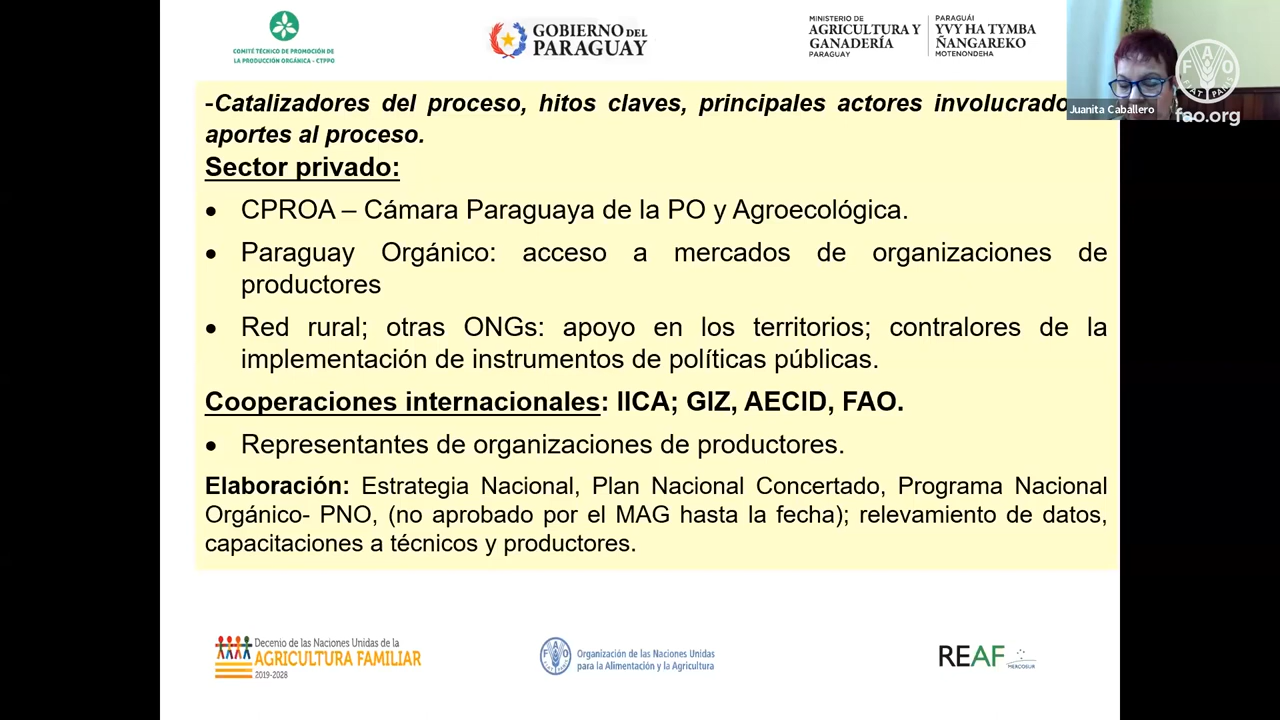 COMITÉ TÉCNICO DE PROMOCIÓN DE
LA PRODUCCIÓN ORGÁNICA - CTPPO
GOBIERNO DEL
PARAGUAY
MINISTERIO DE
AGRICULTURA Y
GANADERÍA
PARAGUAY
PARAGUÁI
YVY HA TYMBA
ÑANGAREKO
MOTENONDEHA
FAO
FIAT PANIS
fao.org
Juanita Caballero
-Catalizadores del proceso, hitos claves, principales actores involucrado
aportes al proceso.
Sector privado:
• CPROA – Cámara Paraguaya de la PO y Agroecológica.
• Paraguay Orgánico: acceso a mercados de organizaciones de
productores
• Red rural; otras ONGs: apoyo en los territorios; contralores de la
implementación de instrumentos de políticas públicas.
Cooperaciones internacionales: IICA; GIZ, AECID, FAO.
• Representantes de organizaciones de productores.
Elaboración: Estrategia Nacional, Plan Nacional Concertado, Programa Nacional
Orgánico- PNO, (no aprobado por el MAG hasta la fecha); relevamiento de datos,
capacitaciones a técnicos y productores.
Decenio de las Naciones Unidas de la
AGRICULTURA FAMILIAR
2019-2028
FAO
Organización de las Naciones Unidas
para la Alimentación y la Agricultura
REAF
MERCOSUR